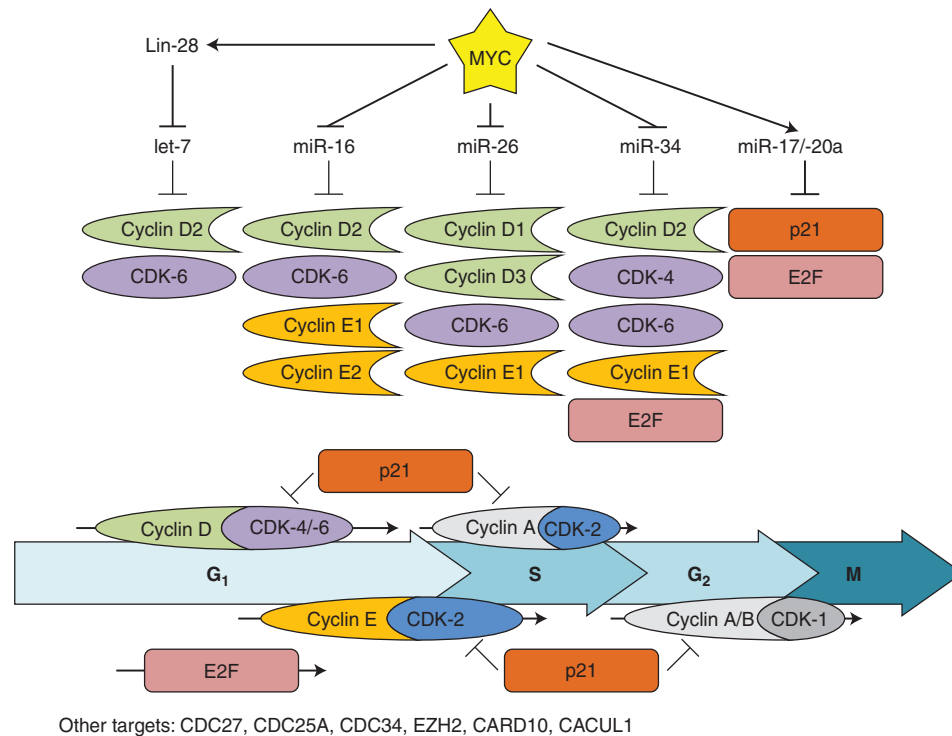 MYC
Lin-28
let-7 miR-16 miR-26 miR-34 miR-17/-20a
Cyclin D2 Cyclin D2 Cyclin D1 Cyclin D2 p21
CDK-6 CDK-6 Cyclin D3 CDK-4 E2F
Cyclin E1 CDK-6 CDK-6
Cyclin E2 Cyclin E1 Cyclin E1
E2F
p21
Cyclin D CDK-4/-6 Cyclin A CDK-2
G₁ S G₂ M
Cyclin E CDK-2 Cyclin A/B CDK-1
E2F p21
Other targets: CDC27, CDC25A, CDC34, EZH2, CARD10, CACUL1